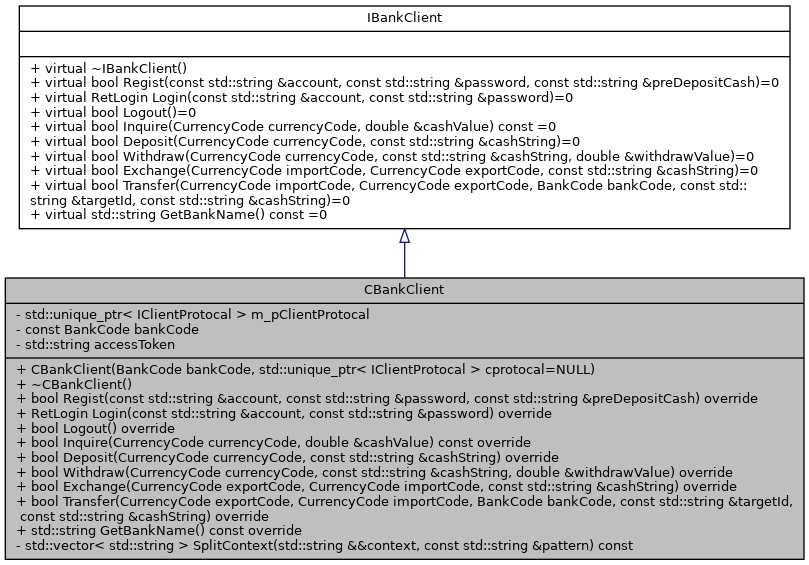 IBankClient
+ virtual ~IBankClient()
+ virtual bool Regist(const std::string &account, const std::string &password, const std::string &preDepositCash)=0
+ virtual RetLogin Login(const std::string &account, const std::string &password)=0
+ virtual bool Logout()=0
+ virtual bool Inquire(CurrencyCode currencyCode, double &cashValue) const =0
+ virtual bool Deposit(CurrencyCode currencyCode, const std::string &cashString)=0
+ virtual bool Withdraw(CurrencyCode currencyCode, const std::string &cashString, double &withdrawValue)=0
+ virtual bool Exchange(CurrencyCode importCode, CurrencyCode exportCode, const std::string &cashString)=0
+ virtual bool Transfer(CurrencyCode importCode, CurrencyCode exportCode, BankCode bankCode, const std::
string &targetId, const std::string &cashString)=0
+ virtual std::string GetBankName() const =0
CBankClient
- std::unique_ptr< IClientProtocal > m_pClientProtocal
- const BankCode bankCode
- std::string accessToken
+ CBankClient(BankCode bankCode, std::unique_ptr< IClientProtocal > cprotocal=NULL)
+ ~CBankClient()
+ bool Regist(const std::string &account, const std::string &password, const std::string &preDepositCash) override
+ RetLogin Login(const std::string &account, const std::string &password) override
+ bool Logout() override
+ bool Inquire(CurrencyCode currencyCode, double &cashValue) const override
+ bool Deposit(CurrencyCode currencyCode, const std::string &cashString) override
+ bool Withdraw(CurrencyCode currencyCode, const std::string &cashString, double &withdrawValue) override
+ bool Exchange(CurrencyCode exportCode, CurrencyCode importCode, const std::string &cashString) override
+ bool Transfer(CurrencyCode exportCode, CurrencyCode importCode, BankCode bankCode, const std::string &targetId,
const std::string &cashString) override
+ std::string GetBankName() const override
- std::vector< std::string > SplitContext(std::string &&context, const std::string &pattern) const